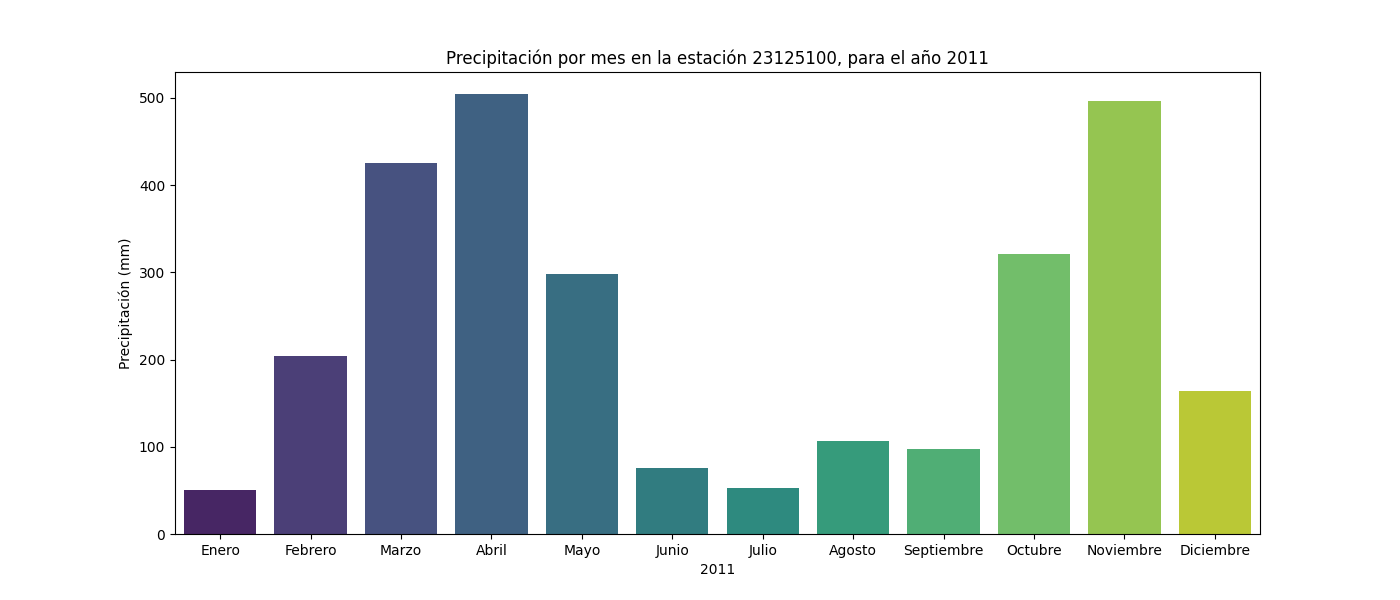 Precipitación por mes en la estación 23125100, para el año 2011
Precipitación (mm)
500
400
300
200
100
0
Enero Febrero Marzo Abril Mayo Junio Julio Agosto Septiembre Octubre Noviembre Diciembre
2011